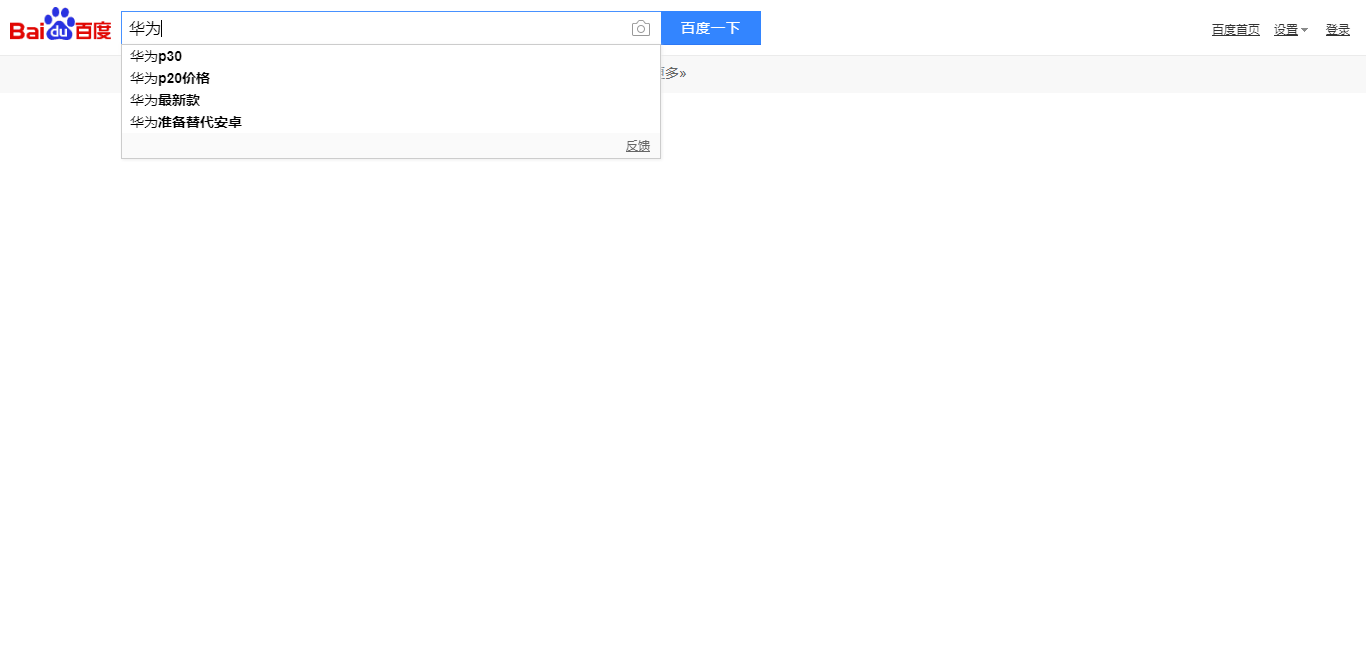 Bai du 百度 华为 百度一下 百度首页 设置 登录
华为p30
华为p20价格
更多»
华为最新款
华为准备替代安卓
反馈